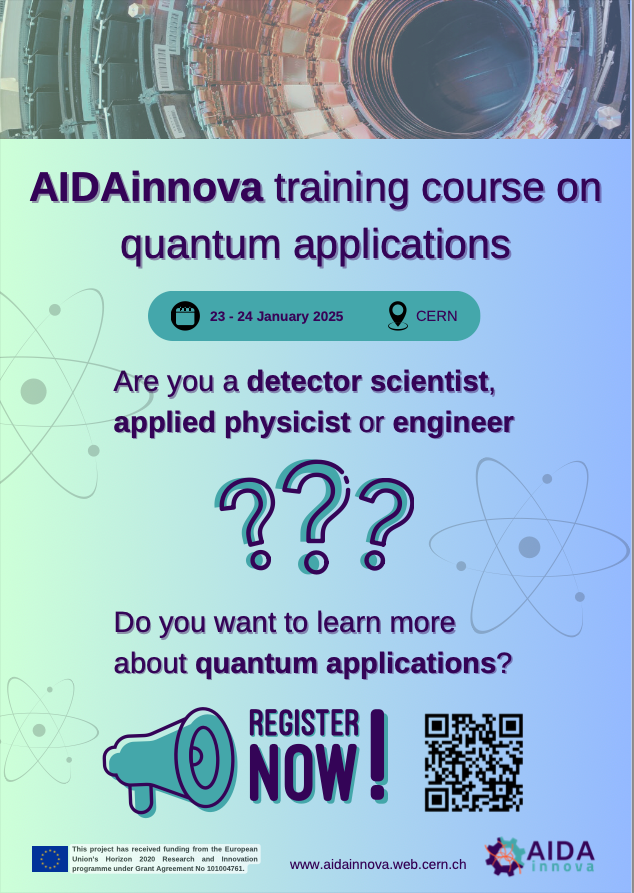 AIDAinnova training course on
quantum applications
23 - 24 January 2025
CERN
Are you a detector scientist,
applied physicist or engineer
???
Do you want to learn more
about quantum applications?
REGISTER
NOW!
This project has received funding from the European
Union's Horizon 2020 Research and Innovation
programme under Grant Agreement No 101004761.
www.aidainnova.web.cern.ch
AIDA
innova